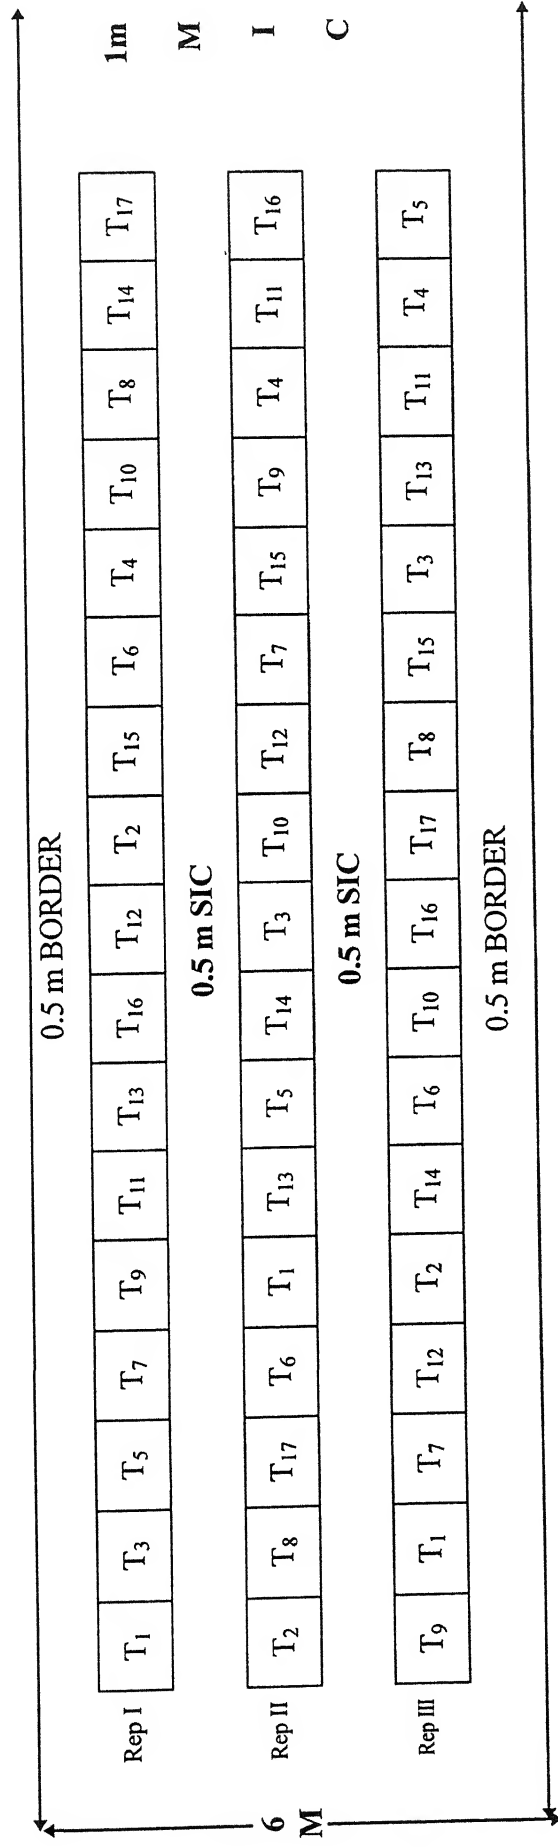 0.5 m BORDER
Rep I T1 T3 T5 T7 T9 T11 T13 T16 T12 T2 T15 T6 T4 T10 T8 T14 T17 1m
0.5 m SIC M
Rep II T2 T8 T17 T6 T1 T13 T5 T14 T3 T10 T12 T7 T15 T9 T4 T11 T16 I
0.5 m SIC C
Rep III T9 T1 T7 T12 T2 T14 T6 T10 T16 T17 T8 T15 T3 T13 T11 T4 T5
0.5 m BORDER
6
M